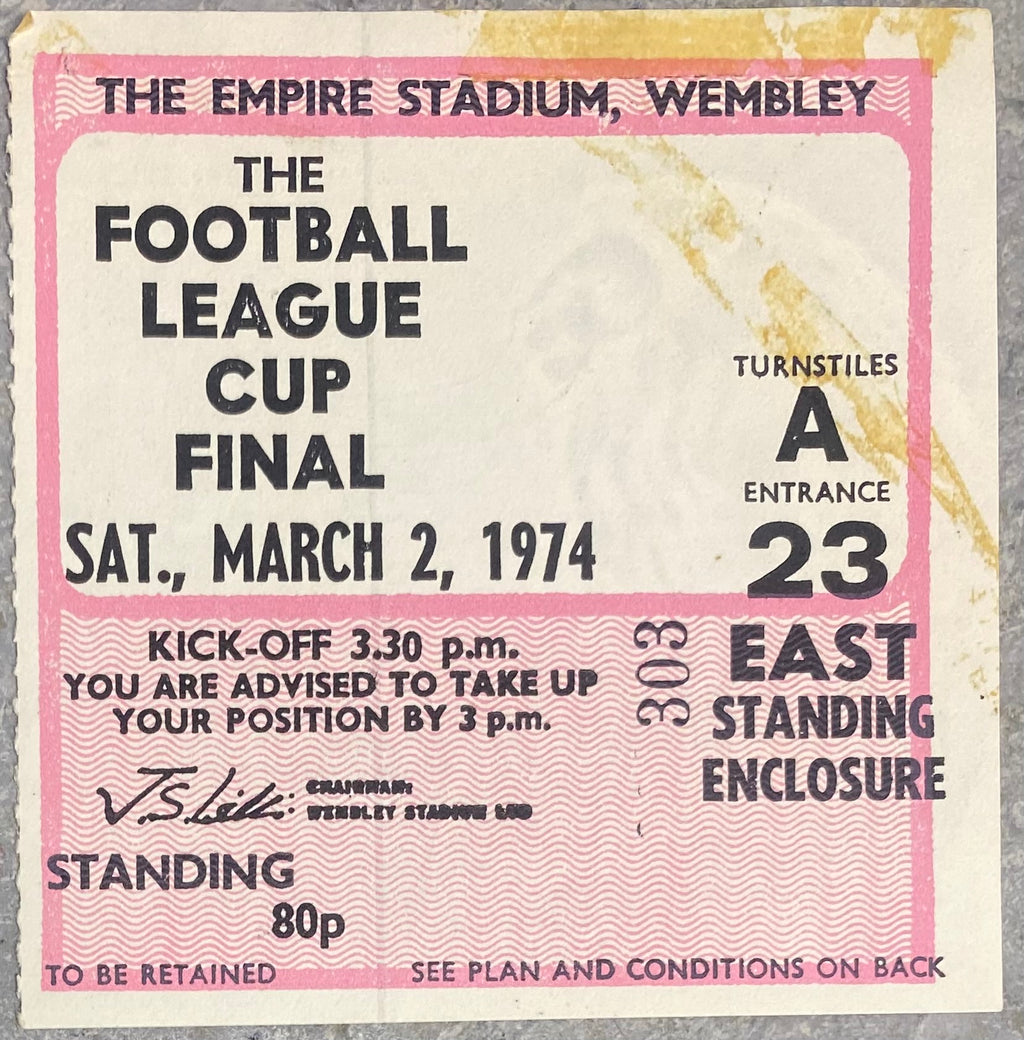 THE EMPIRE STADIUM, WEMBLEY
THE
FOOTBALL
LEAGUE
CUP
FINAL
SAT., MARCH 2, 1974
TURNSTILES
A
ENTRANCE
23
EAST
STANDING
ENCLOSURE
303
KICK-OFF 3.30 p.m.
YOU ARE ADVISED TO TAKE UP
YOUR POSITION BY 3 p.m.
CHAIRMAN:
WEMBLEY STADIUM LTD
STANDING
80p
TO BE RETAINED
SEE PLAN AND CONDITIONS ON BACK